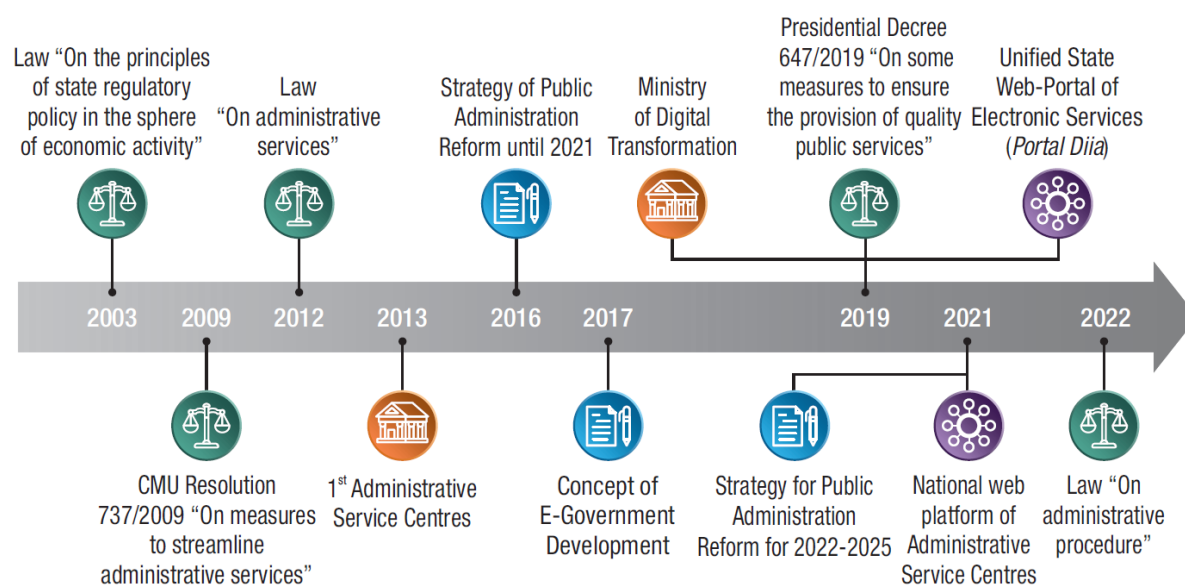 Law “On the principles
of state regulatory
policy in the sphere
of economic activity”
Law
“On administrative
services”
Strategy of Public
Administration
Reform until 2021
Ministry
of Digital
Transformation
Presidential Decree
647/2019 “On some
measures to ensure
the provision of quality
public services”
Unified State
Web-Portal of
Electronic Services
(Portal Diia)
2003 2009 2012 2013 2016 2017 2019 2021 2022
CMU Resolution
737/2009 “On measures
to streamline
administrative services”
1st Administrative
Service Centres
Concept of
E-Government
Development
Strategy for Public
Administration
Reform for 2022-2025
National web
platform of
Administrative
Service Centres
Law “On
administrative
procedure”